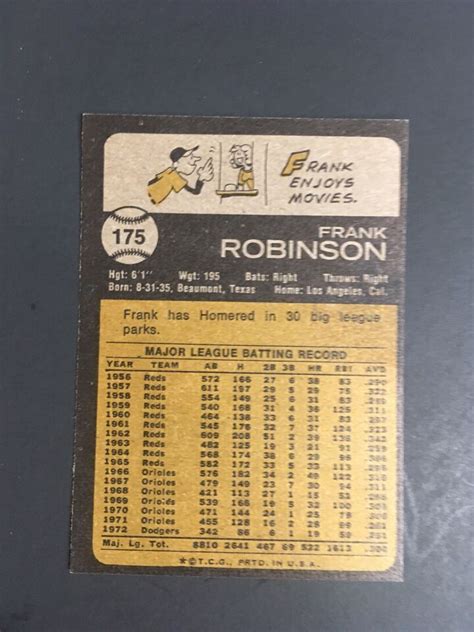 FRANK
ENJOYS
MOVIES.
175
FRANK
ROBINSON
Hgt: 6'1" Wgt: 195 Bats: Right Throws: Right
Born: 8-31-35, Beaumont, Texas Home: Los Angeles, Cal.
Frank has Homered in 30 big league
parks.
MAJOR LEAGUE BATTING RECORD
YEAR TEAM AB H 2B 3B HR RBI AVG
1956 Reds 572 166 27 6 38 83 .290
1957 Reds 611 197 29 5 29 75 .322
1958 Reds 554 149 25 6 31 83 .269
1959 Reds 540 168 31 4 36 125 .311
1960 Reds 464 138 33 6 31 83 .297
1961 Reds 545 176 32 7 37 124 .323
1962 Reds 609 208 51 2 39 136 .342
1963 Reds 482 125 19 3 21 91 .259
1964 Reds 568 174 38 6 29 96 .306
1965 Reds 582 172 33 5 33 113 .296
1966 Orioles 576 182 34 2 49 122 .316
1967 Orioles 479 149 23 7 30 94 .311
1968 Orioles 421 113 27 1 15 52 .268
1969 Orioles 539 166 19 5 32 100 .308
1970 Orioles 471 144 24 1 25 78 .306
1971 Orioles 455 128 16 2 28 99 .281
1972 Dodgers 342 86 6 1 19 59 .251
Maj. Lg. Tot. 8810 2641 467 69 522 1613 .300
*©T.C.G., PRTD. IN U.S.A.